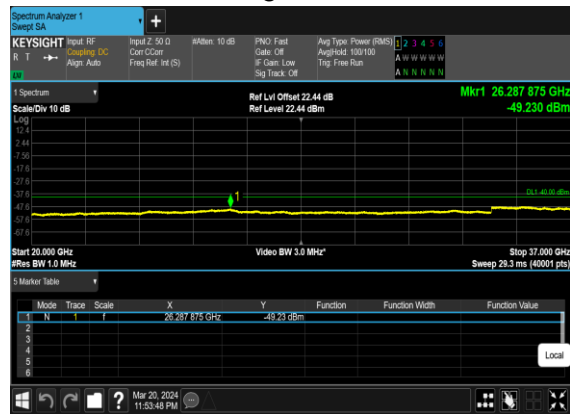 Spectrum Analyzer 1
Swept SA
+
KEYSIGHT Input: RF Input Z: 50 Ω #Atten: 10 dB PNO: Fast Avg Type: Power (RMS) 1 2 3 4 5 6
R T Coupling: DC Corr CCorr Gate: Off Avg|Hold: 100/100 A W W W W W
Align: Auto Freq Ref: Int (S) IF Gain: Low Trig: Free Run
LXI Sig Track: Off A N N N N N
1 Spectrum Ref Lvl Offset 22.44 dB Mkr1 26.287 875 GHz
Scale/Div 10 dB Ref Level 22.44 dBm -49.230 dBm
Log
12.4
2.44
-7.56
-17.6
-27.6
-37.6 1 DL1 -40.00 dBm
-47.6
-57.6
-67.6
Start 20.000 GHz Video BW 3.0 MHz* Stop 37.000 GHz
#Res BW 1.0 MHz Sweep 29.3 ms (40001 pts)
5 Marker Table
Mode Trace Scale X Y Function Function Width Function Value
1 N 1 f 26.287 875 GHz -49.23 dBm
2
3
4
5
6
Local
? Mar 20, 2024
11:53:48 PM